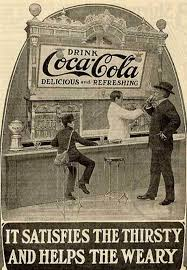 DRINK
Coca-Cola
DELICIOUS and REFRESHING
IT SATISFIES THE THIRSTY
AND HELPS THE WEARY